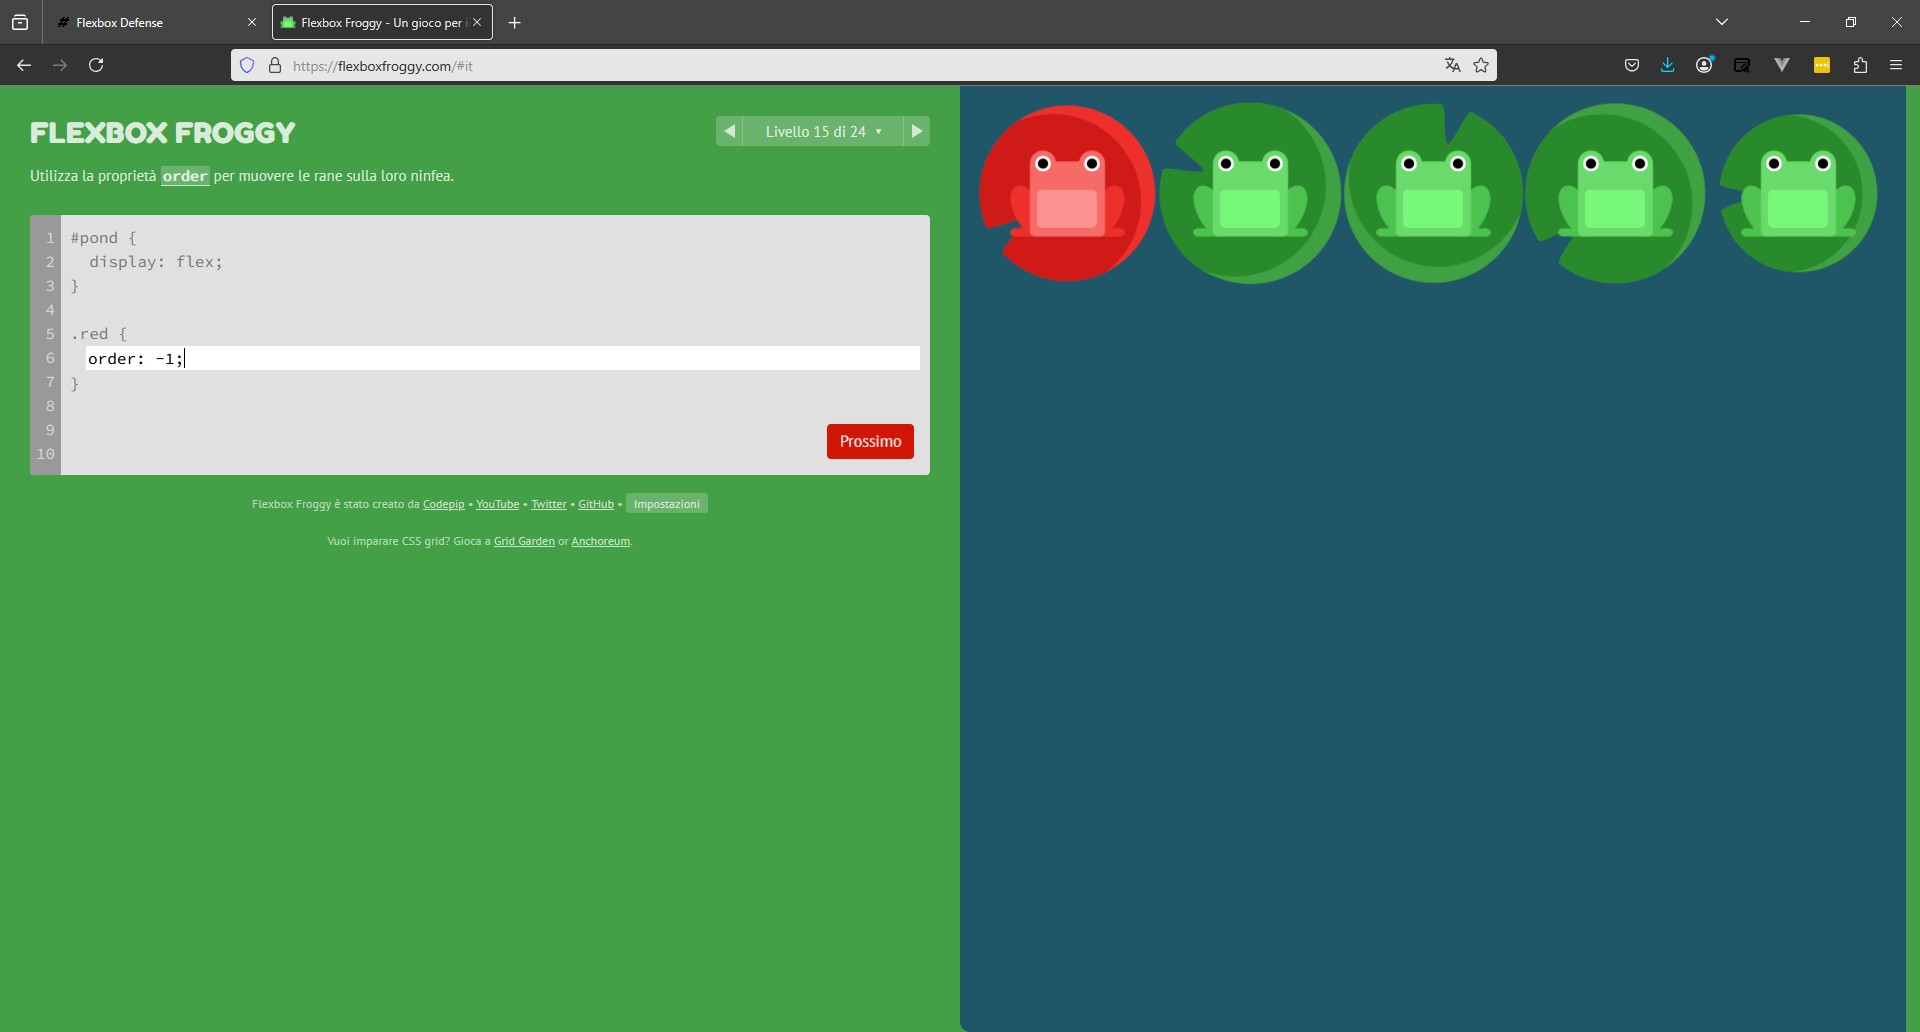 Flexbox Defense
Flexbox Froggy - Un gioco per i
https://flexboxfroggy.com/#it
FLEXBOX FROGGY
Livello 15 di 24
Utilizza la proprietà order per muovere le rane sulla loro ninfea.
1 #pond {
2 display: flex;
3 }
4
5 .red {
6 order: -1;
7 }
8
9
10
Prossimo
Flexbox Froggy è stato creato da Codepip • YouTube • Twitter • GitHub • Impostazioni
Vuoi imparare CSS grid? Gioca a Grid Garden or Anchoreum.